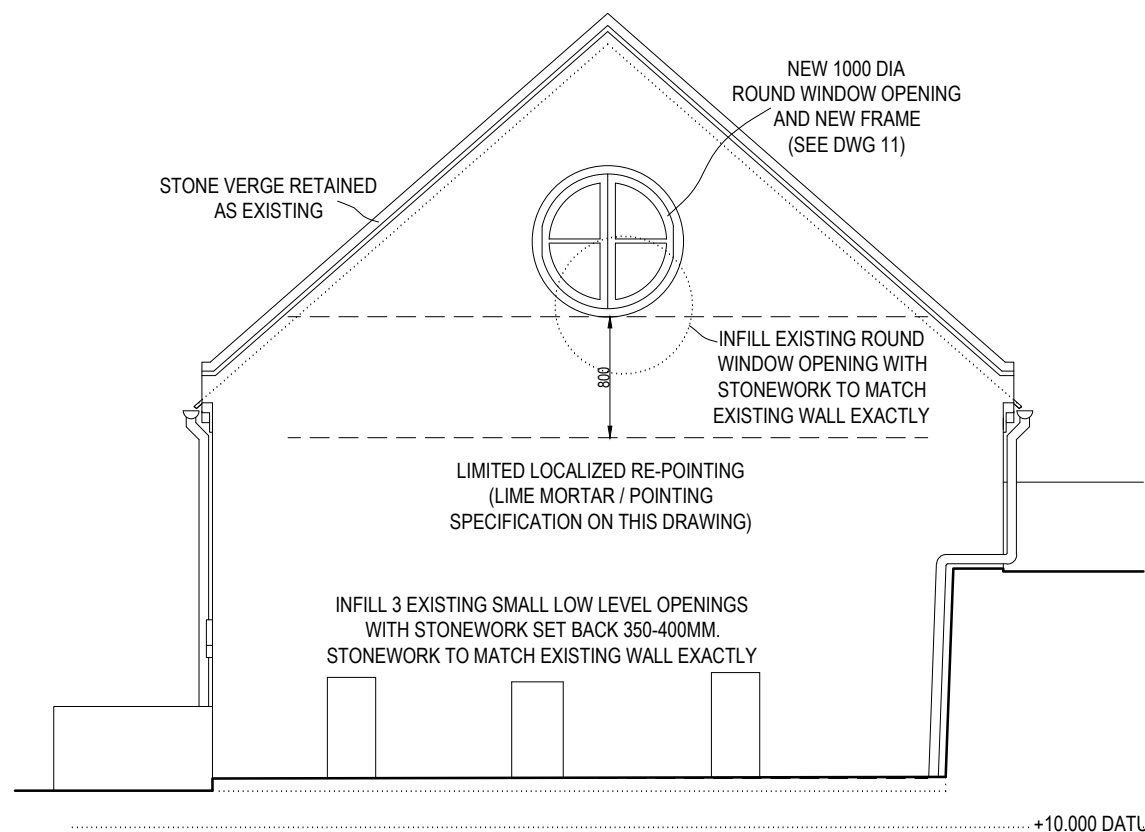 NEW 1000 DIA
ROUND WINDOW OPENING
AND NEW FRAME
(SEE DWG 11)
STONE VERGE RETAINED
AS EXISTING
INFILL EXISTING ROUND
WINDOW OPENING WITH
STONEWORK TO MATCH
EXISTING WALL EXACTLY
800
LIMITED LOCALIZED RE-POINTING
(LIME MORTAR / POINTING
SPECIFICATION ON THIS DRAWING)
INFILL 3 EXISTING SMALL LOW LEVEL OPENINGS
WITH STONEWORK SET BACK 350-400MM.
STONEWORK TO MATCH EXISTING WALL EXACTLY
+10.000 DATU